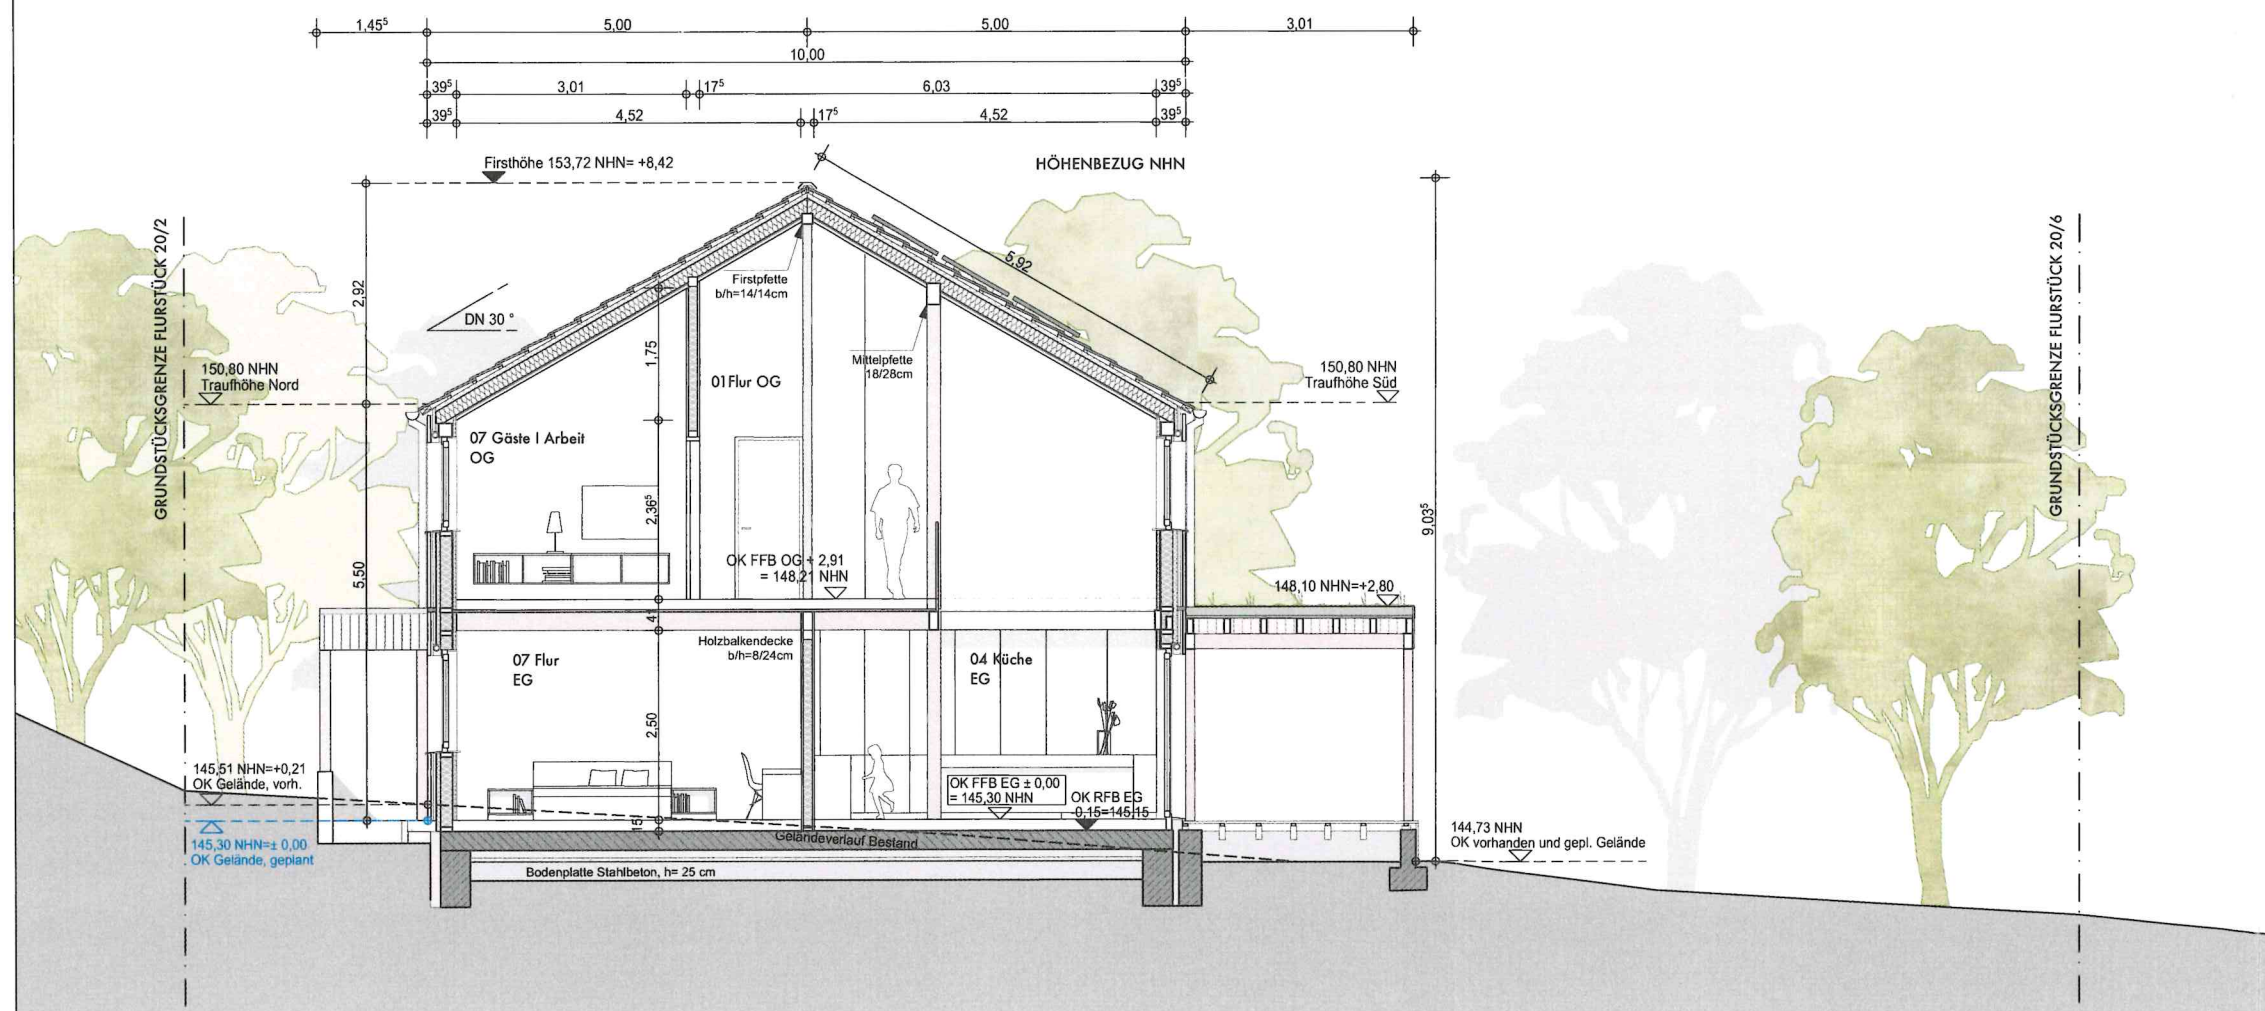 1,45⁵ 5,00 5,00 3,01
10,00
39⁵ 3,01 17⁵ 6,03 39⁵
39⁵ 4,52 17⁵ 4,52 39⁵
Firsthöhe 153,72 NHN= +8,42
HÖHENBEZUG NHN
GRUNDSTÜCKSGRENZE FLURSTÜCK 20/2
GRUNDSTÜCKSGRENZE FLURSTÜCK 20/6
2,92
5,92
Firstpfette
b/h=14/14cm
DN 30 °
1,75
Mittelpfette
18/28cm
01 Flur OG
150,80 NHN
Traufhöhe Nord
150,80 NHN
Traufhöhe Süd
07 Gäste I Arbeit
OG
2,36⁵
9,03⁵
OK FFB OG + 2,91
= 148,21 NHN
5,50
148,10 NHN=+2,80
Holzbalkendecke
b/h=8/24cm
07 Flur
EG
04 Küche
EG
2,50
145,51 NHN=+0,21
OK Gelände, vorh.
OK FFB EG ± 0,00
= 145,30 NHN
OK RFB EG
-0,15=145,15
15
145,30 NHN=± 0,00
OK Gelände, geplant
Geländeverlauf Bestand
144,73 NHN
OK vorhanden und gepl. Gelände
Bodenplatte Stahlbeton, h= 25 cm